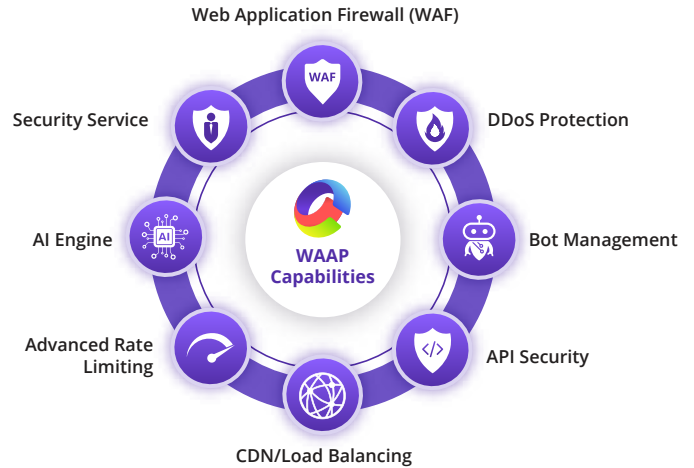 Web Application Firewall (WAF)
WAF
Security Service
DDoS Protection
AI Engine
AI
WAAP
Capabilities
Bot Management
Advanced Rate
Limiting
API Security
</>
CDN/Load Balancing